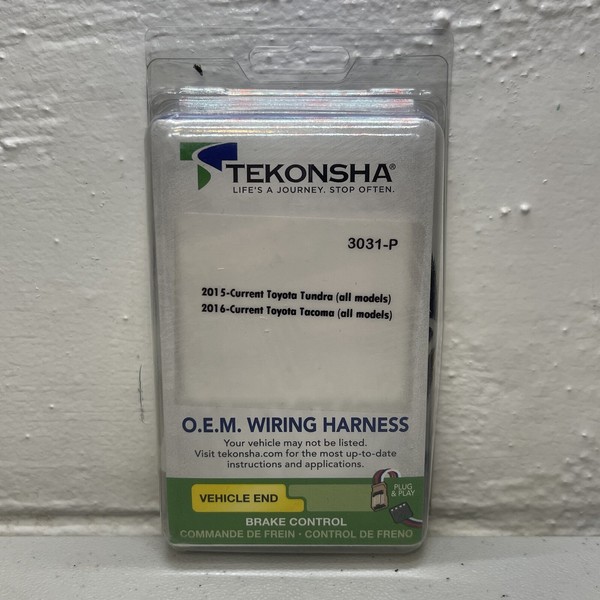 TEKONSHA®
LIFE'S A JOURNEY. STOP OFTEN.
3031-P
2015-Current Toyota Tundra (all models)
2016-Current Toyota Tacoma (all models)
O.E.M. WIRING HARNESS
Your vehicle may not be listed.
Visit tekonsha.com for the most up-to-date
instructions and applications.
VEHICLE END
PLUG
& PLAY
BRAKE CONTROL
COMMANDE DE FREIN • CONTROL DE FRENO